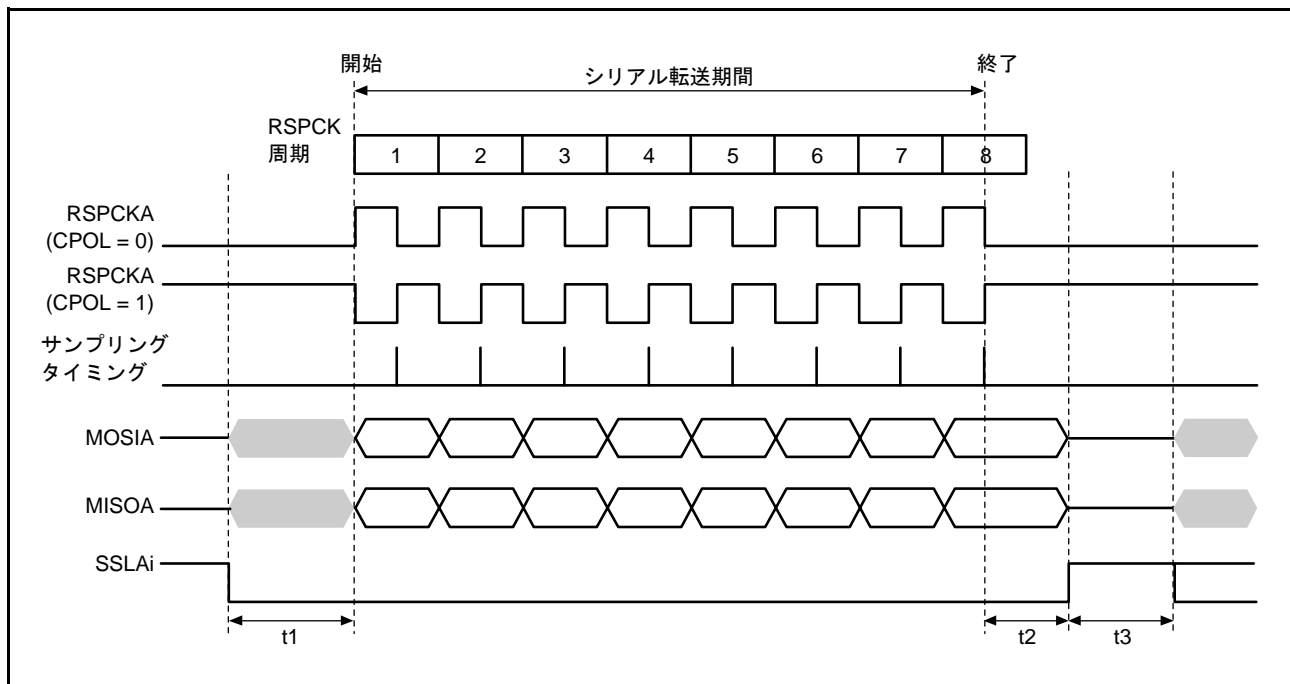 開始
シリアル転送期間
終了
RSPCK
周期
1 2 3 4 5 6 7 8
RSPCKA
(CPOL = 0)
RSPCKA
(CPOL = 1)
サンプリング
タイミング
MOSIA
MISOA
SSLAi
t1
t2
t3